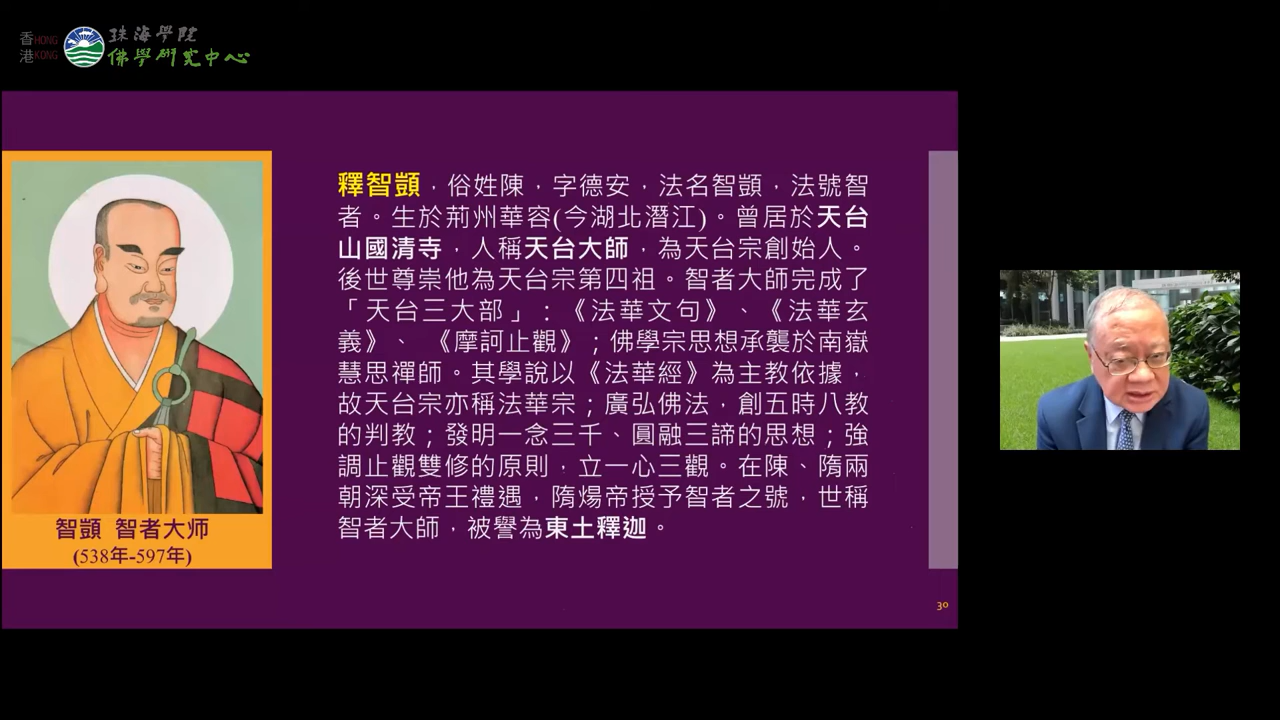 香港 HONG KONG
珠海學院
佛學研究中心
釋智顗，俗姓陳，字德安，法名智顗，法號智
者。生於荊州華容(今湖北潛江)。曾居於天台
山國清寺，人稱天台大師，為天台宗創始人。
後世尊崇他為天台宗第四祖。智者大師完成了
「天台三大部」：《法華文句》、《法華玄
義》、 《摩訶止觀》；佛學宗思想承襲於南嶽
慧思禪師。其學說以《法華經》為主教依據，
故天台宗亦稱法華宗；廣弘佛法，創五時八教
的判教；發明一念三千、圓融三諦的思想；強
調止觀雙修的原則，立一心三觀。在陳、隋兩
朝深受帝王禮遇，隋煬帝授予智者之號，世稱
智者大師，被譽為東土釋迦。
智顗 智者大师
(538年-597年)
30